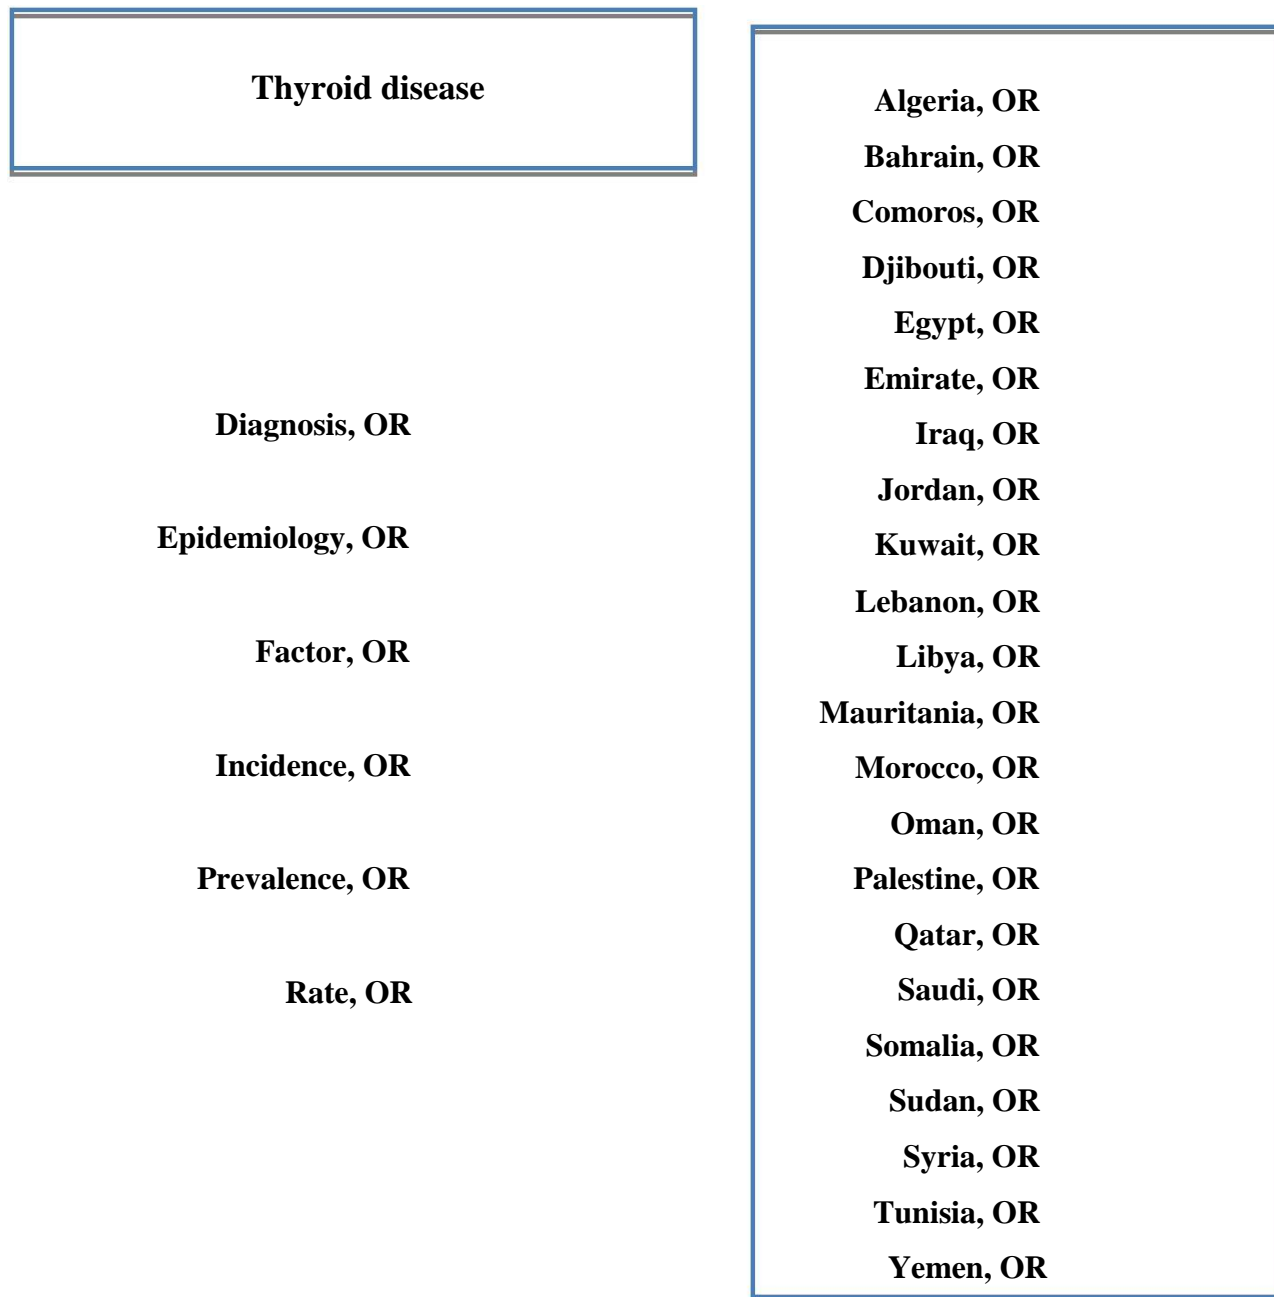 Thyroid disease
Diagnosis, OR
Epidemiology, OR
Factor, OR
Incidence, OR
Prevalence, OR
Rate, OR
Algeria, OR
Bahrain, OR
Comoros, OR
Djibouti, OR
Egypt, OR
Emirate, OR
Iraq, OR
Jordan, OR
Kuwait, OR
Lebanon, OR
Libya, OR
Mauritania, OR
Morocco, OR
Oman, OR
Palestine, OR
Qatar, OR
Saudi, OR
Somalia, OR
Sudan, OR
Syria, OR
Tunisia, OR
Yemen, OR